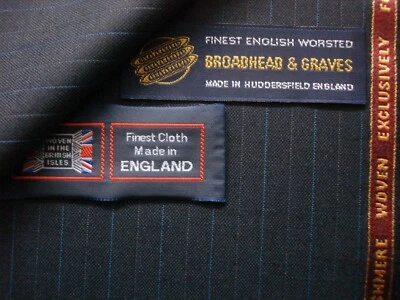 FINEST ENGLISH WORSTED
BROADHEAD & GRAVES
MADE IN HUDDERSFIELD ENGLAND
WOVEN
IN THE
BRITISH
ISLES
Finest Cloth
Made in
ENGLAND
SHMERE WOVEN EXCLUSIVELY F